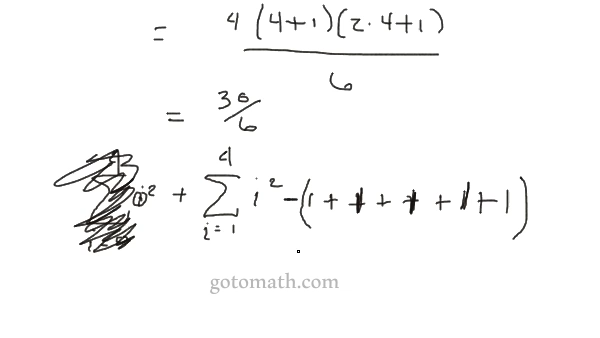 = 4(4+1)(2·4+1)
6
= 30/6
i² + 4
∑ i² -(1+1+1+1+1)
i=1
gotomath.com